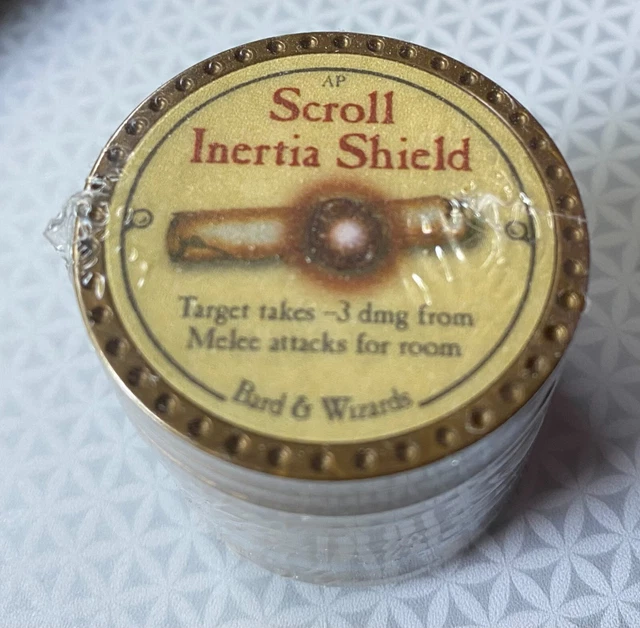 AP
Scroll
Inertia Shield
Target takes –3 dmg from
Melee attacks for room
Bard & Wizards